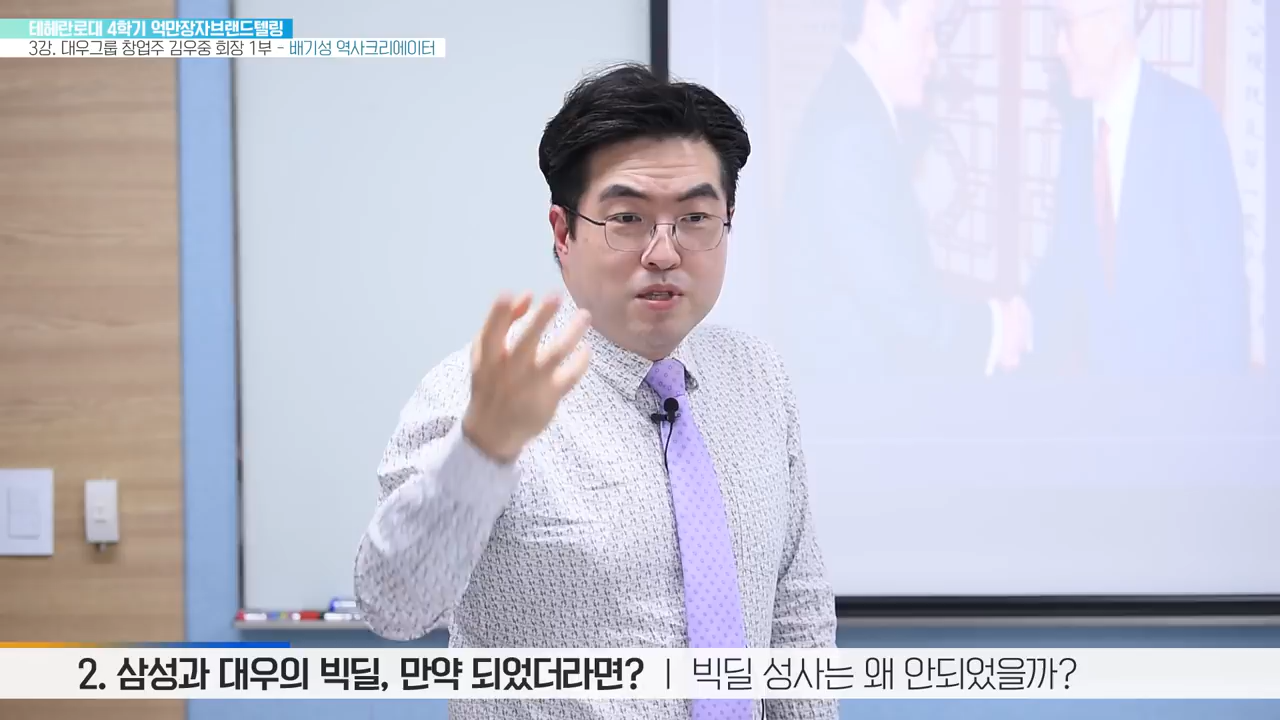 테헤란로대 4학기 억만장자브랜드텔링
3강. 대우그룹 창업주 김우중 회장 1부 - 배기성 역사크리에이터
2. 삼성과 대우의 빅딜, 만약 되었더라면? ㅣ 빅딜 성사는 왜 안되었을까?